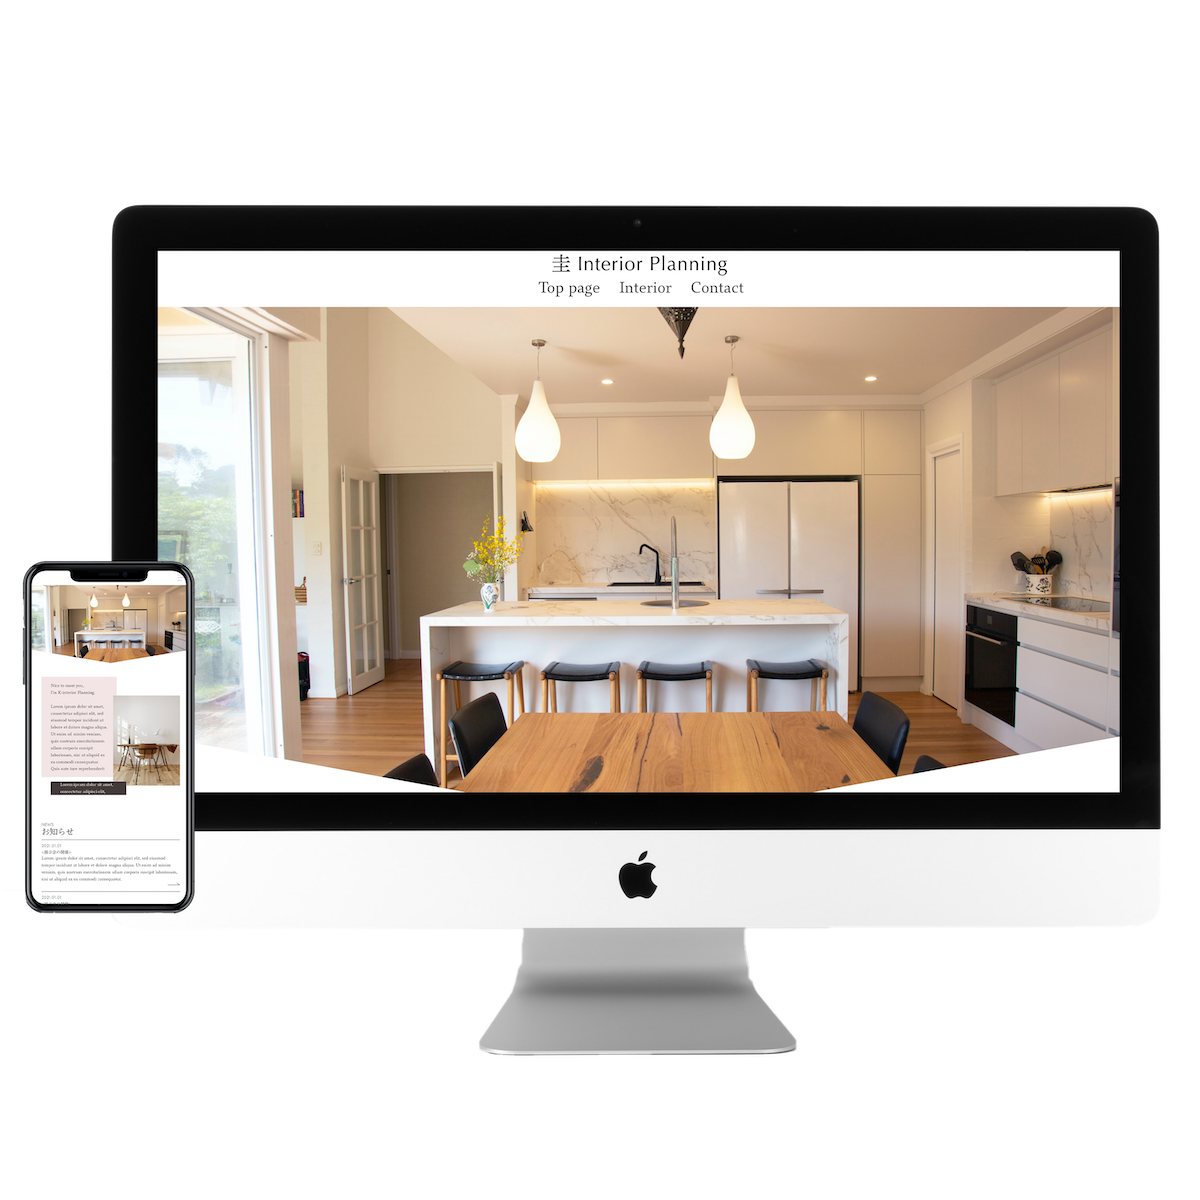 圭 Interior Planning
Top page Interior Contact
Nice to meet you,
I'm 圭 interior Planning.
Lorem ipsum dolor sit amet,
consectetur adipisci elit, sed
eiusmod tempor incidunt ut
labore et dolore magna aliqua.
Ut enim ad minim veniam,
quis nostrum exercitationem
ullam corporis suscipit
laboriosam, nisi ut aliquid ex
ea commodi consequatur.
Quis aute iure reprehenderit
Lorem ipsum dolor sit amet,
consectetur adipisci elit,
NEWS
お知らせ
2021.01.23
Lorem ipsum dolor sit amet, consectetur adipisci elit, sed eiusmod
tempor incidunt ut labore et dolore magna aliqua. Ut enim ad minim
veniam, quis nostrum exercitationem ullam corporis suscipit laboriosam,
nisi ut aliquid ex ea commodi consequatur.